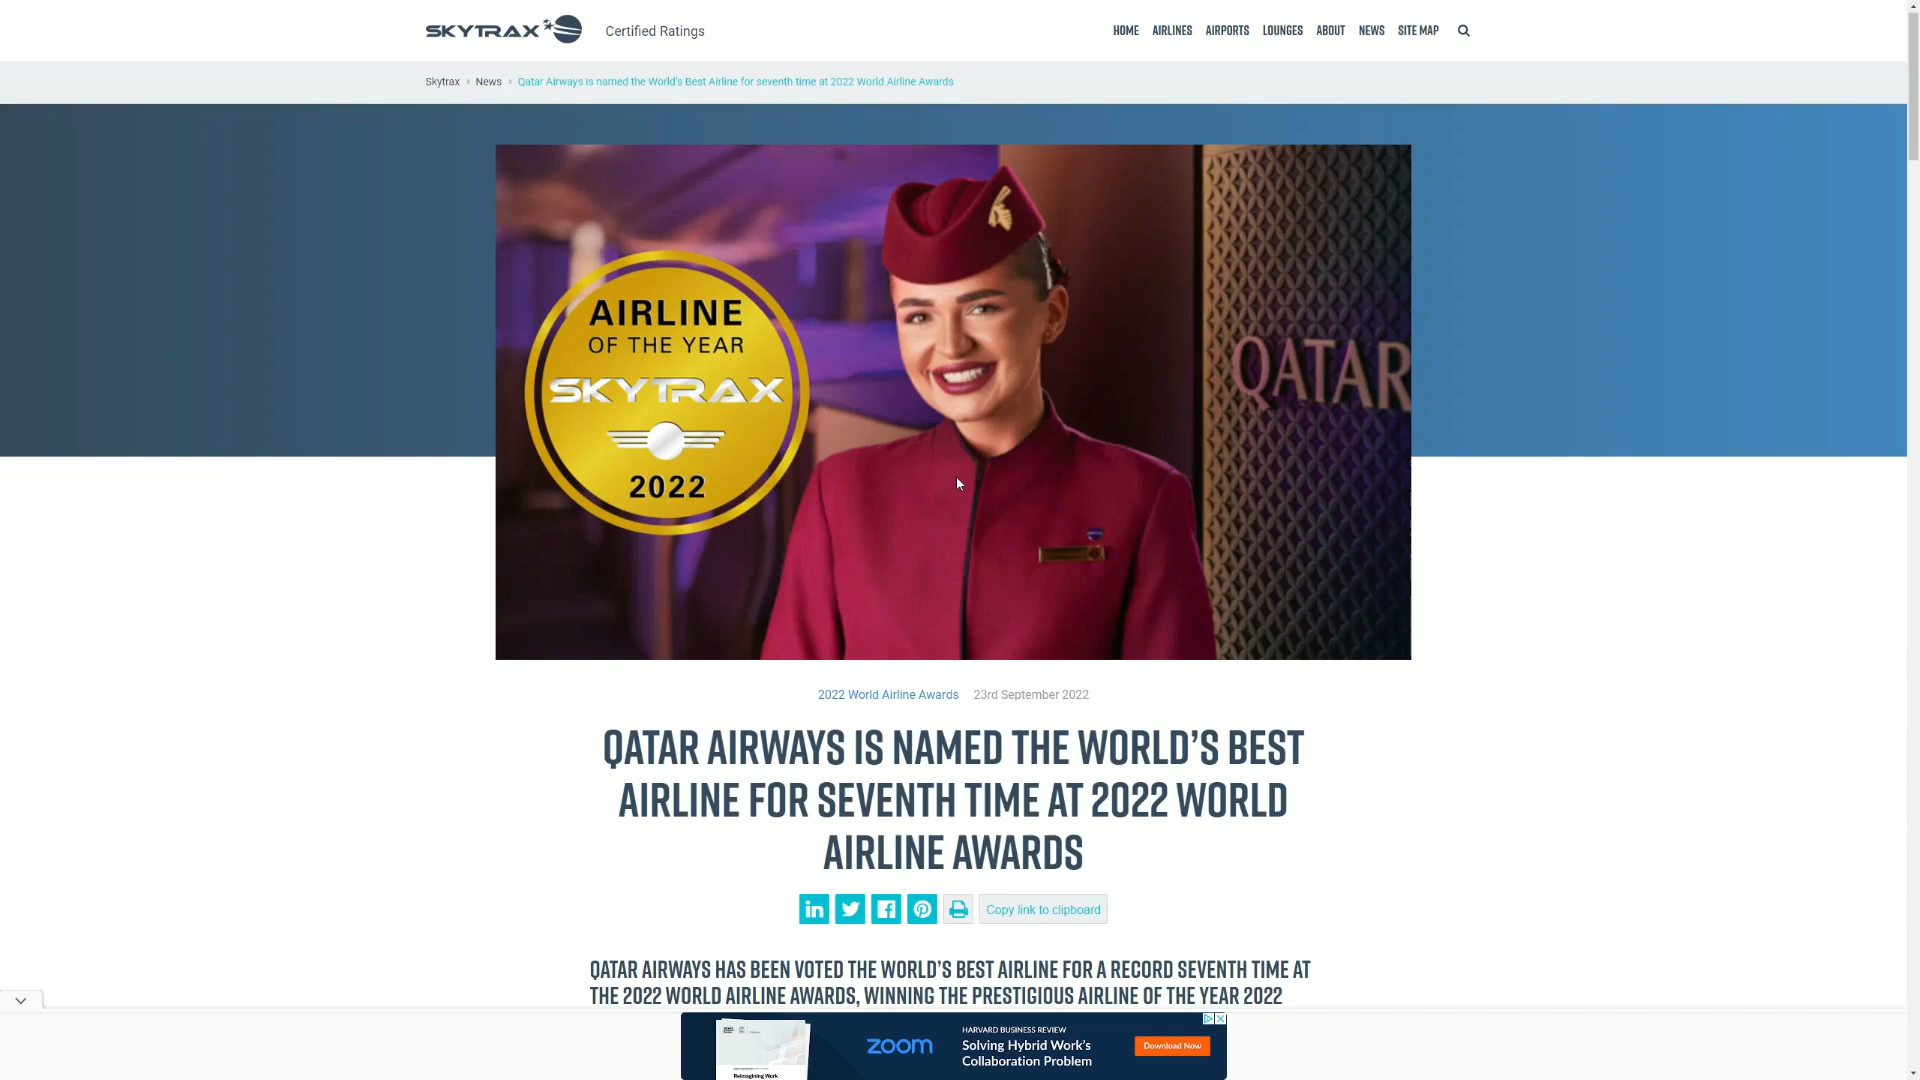 SKYTRAX
Certified Ratings
HOME AIRLINES AIRPORTS LOUNGES ABOUT NEWS SITE MAP
Skytrax › News › Qatar Airways is named the World's Best Airline for seventh time at 2022 World Airline Awards
AIRLINE
OF THE YEAR
SKYTRAX
2022
QATAR
2022 World Airline Awards 23rd September 2022
QATAR AIRWAYS IS NAMED THE WORLD'S BEST
AIRLINE FOR SEVENTH TIME AT 2022 WORLD
AIRLINE AWARDS
in
Copy link to clipboard
QATAR AIRWAYS HAS BEEN VOTED THE WORLD'S BEST AIRLINE FOR A RECORD SEVENTH TIME AT
THE 2022 WORLD AIRLINE AWARDS, WINNING THE PRESTIGIOUS AIRLINE OF THE YEAR 2022
Reimagining Work
zoom
HARVARD BUSINESS REVIEW
Solving Hybrid Work's
Collaboration Problem
Download Now